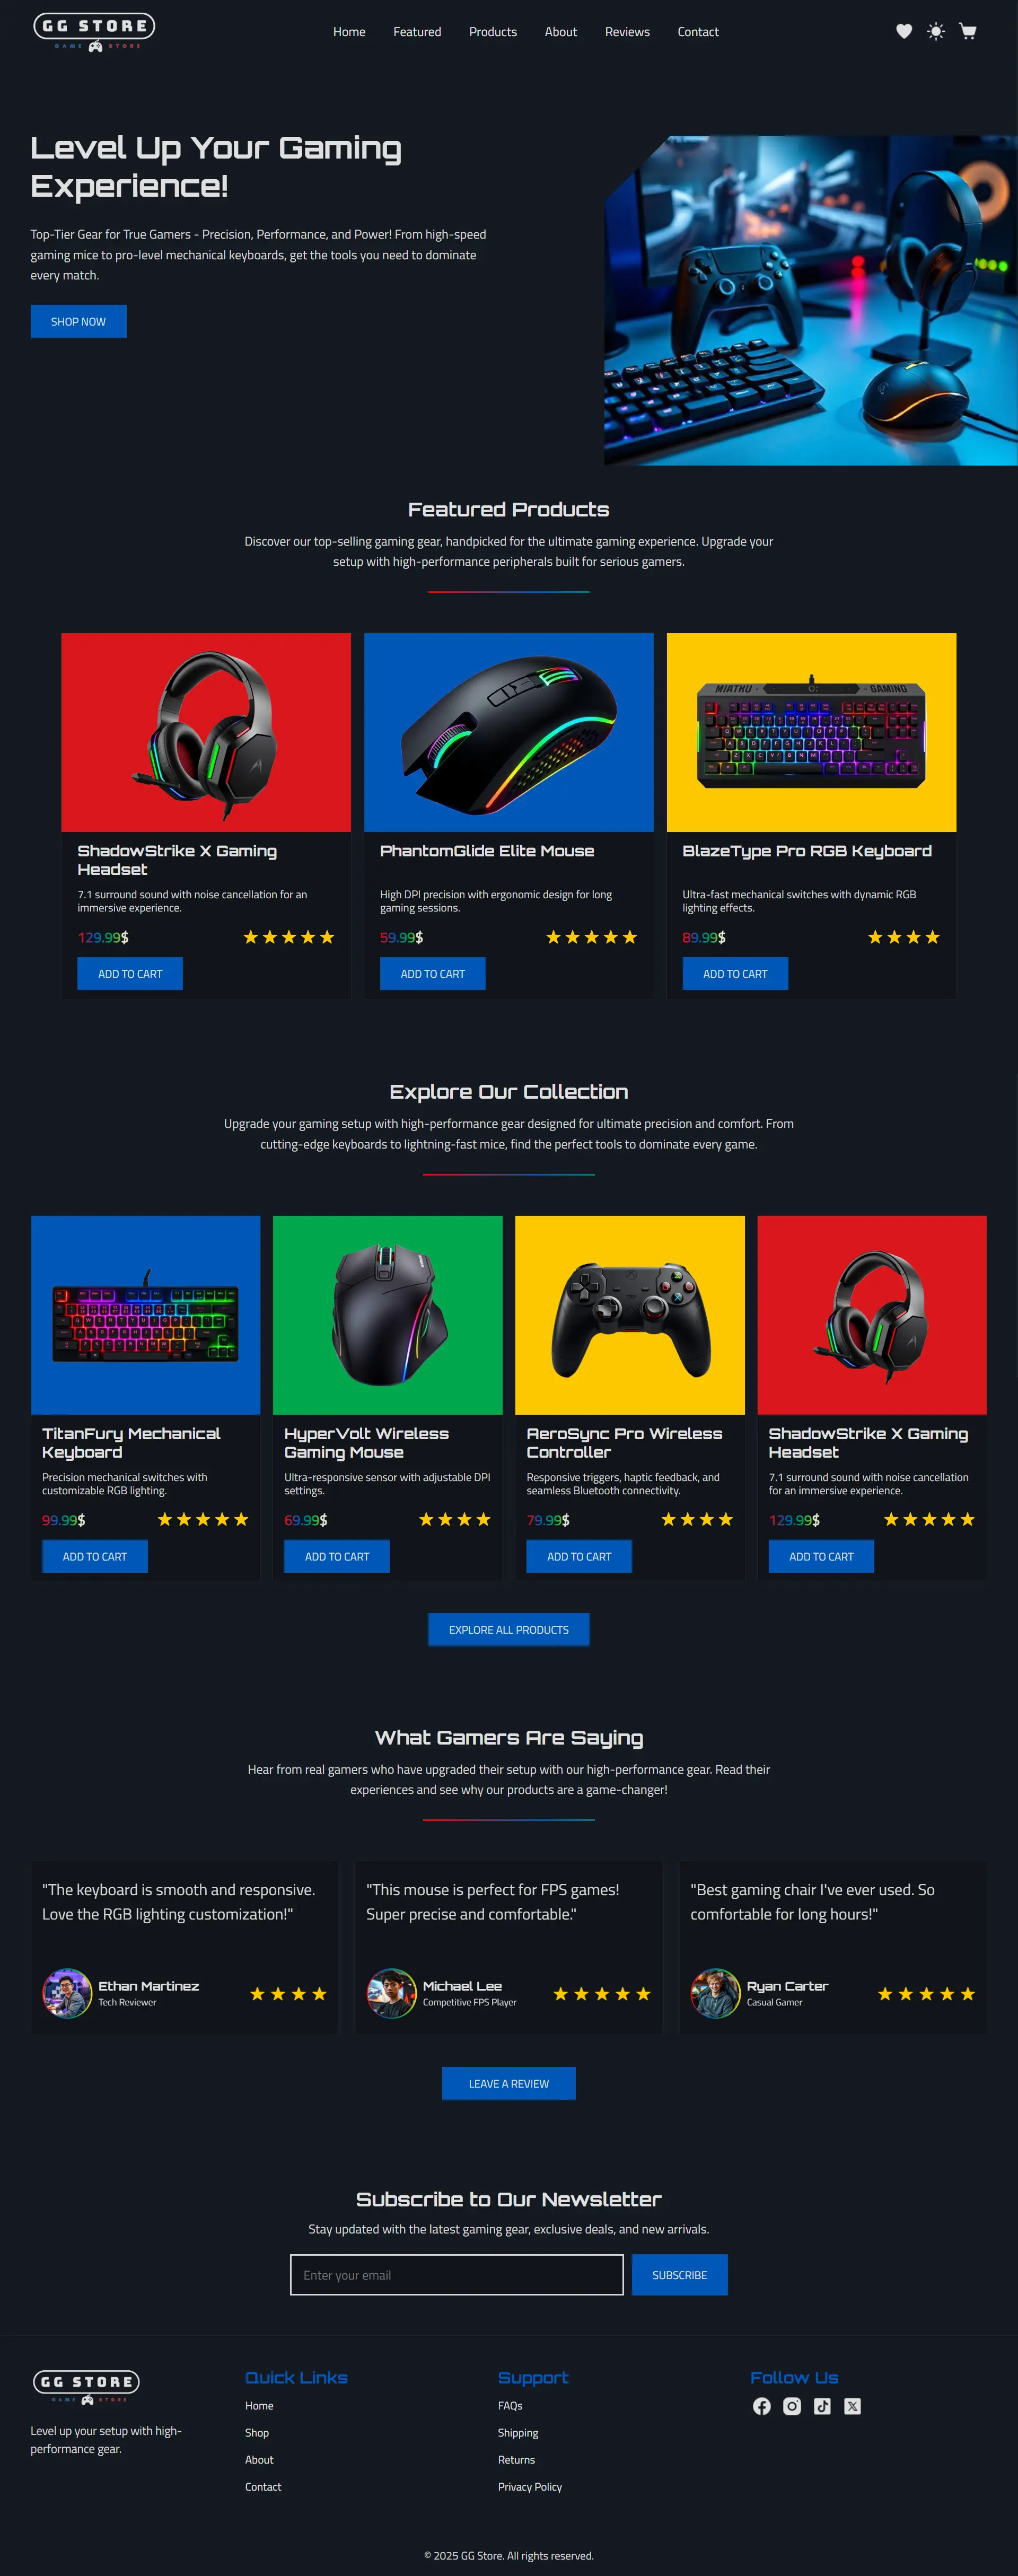 GG STORE
GAME STORE
Home Featured Products About Reviews Contact
Level Up Your Gaming
Experience!
Top-Tier Gear for True Gamers - Precision, Performance, and Power! From high-speed
gaming mice to pro-level mechanical keyboards, get the tools you need to dominate
every match.
SHOP NOW
Featured Products
Discover our top-selling gaming gear, handpicked for the ultimate gaming experience. Upgrade your
setup with high-performance peripherals built for serious gamers.
MIATHU GAMING
ShadowStrike X Gaming
Headset
7.1 surround sound with noise cancellation for an
immersive experience.
129.99$
ADD TO CART
PhantomGlide Elite Mouse
High DPI precision with ergonomic design for long
gaming sessions.
59.99$
ADD TO CART
BlazeType Pro RGB Keyboard
Ultra-fast mechanical switches with dynamic RGB
lighting effects.
89.99$
ADD TO CART
Explore Our Collection
Upgrade your gaming setup with high-performance gear designed for ultimate precision and comfort. From
cutting-edge keyboards to lightning-fast mice, find the perfect tools to dominate every game.
TitanFury Mechanical
Keyboard
Precision mechanical switches with
customizable RGB lighting.
99.99$
ADD TO CART
HyperVolt Wireless
Gaming Mouse
Ultra-responsive sensor with adjustable DPI
settings.
69.99$
ADD TO CART
AeroSync Pro Wireless
Controller
Responsive triggers, haptic feedback, and
seamless Bluetooth connectivity.
79.99$
ADD TO CART
ShadowStrike X Gaming
Headset
7.1 surround sound with noise cancellation
for an immersive experience.
129.99$
ADD TO CART
EXPLORE ALL PRODUCTS
What Gamers Are Saying
Hear from real gamers who have upgraded their setup with our high-performance gear. Read their
experiences and see why our products are a game-changer!
"The keyboard is smooth and responsive.
Love the RGB lighting customization!"
Ethan Martinez
Tech Reviewer
"This mouse is perfect for FPS games!
Super precise and comfortable."
Michael Lee
Competitive FPS Player
"Best gaming chair I've ever used. So
comfortable for long hours!"
Ryan Carter
Casual Gamer
LEAVE A REVIEW
Subscribe to Our Newsletter
Stay updated with the latest gaming gear, exclusive deals, and new arrivals.
Enter your email
SUBSCRIBE
GG STORE
GAME STORE
Level up your setup with high-
performance gear.
Quick Links
Home
Shop
About
Contact
Support
FAQs
Shipping
Returns
Privacy Policy
Follow Us
© 2025 GG Store. All rights reserved.